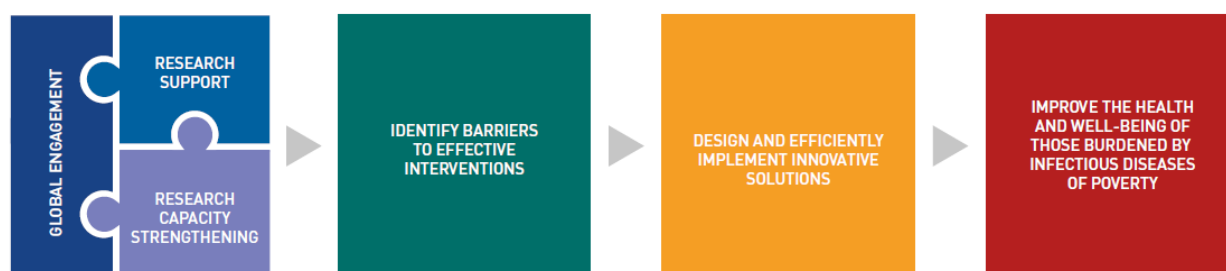 GLOBAL ENGAGEMENT
RESEARCH
SUPPORT
RESEARCH
CAPACITY
STRENGTHENING
IDENTIFY BARRIERS
TO EFFECTIVE
INTERVENTIONS
DESIGN AND EFFICIENTLY
IMPLEMENT INNOVATIVE
SOLUTIONS
IMPROVE THE HEALTH
AND WELL-BEING OF
THOSE BURDENED BY
INFECTIOUS DISEASES
OF POVERTY